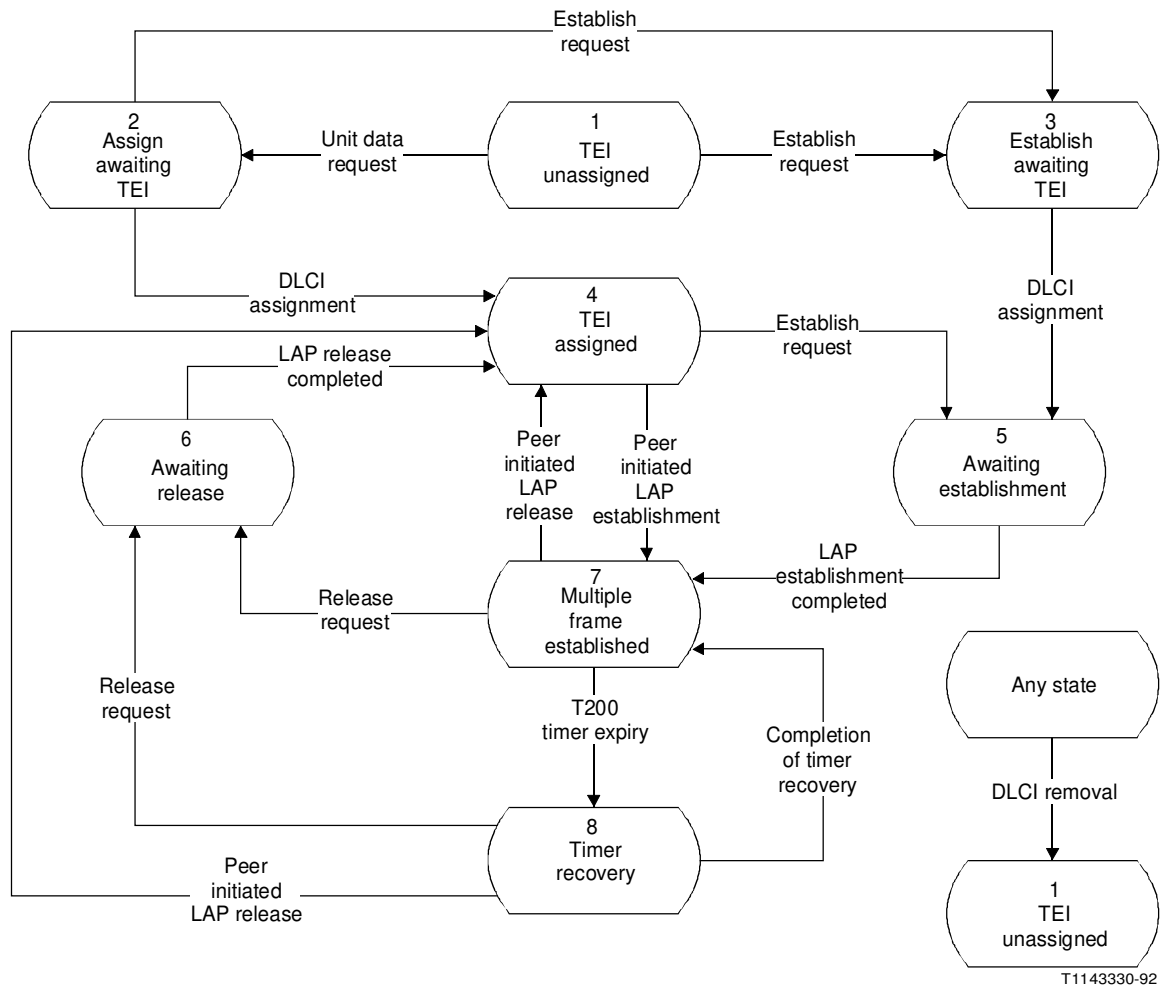 Establish
request
2
Assign
awaiting
TEI
Unit data
request
1
TEI
unassigned
Establish
request
3
Establish
awaiting
TEI
DLCI
assignment
4
TEI
assigned
Establish
request
DLCI
assignment
LAP release
completed
6
Awaiting
release
Peer
initiated
LAP
release
Peer
initiated
LAP
establishment
5
Awaiting
establishment
LAP
establishment
completed
Release
request
7
Multiple
frame
established
Any state
Release
request
T200
timer expiry
Completion
of timer
recovery
DLCI removal
8
Timer
recovery
Peer
initiated
LAP release
1
TEI
unassigned
T1143330-92